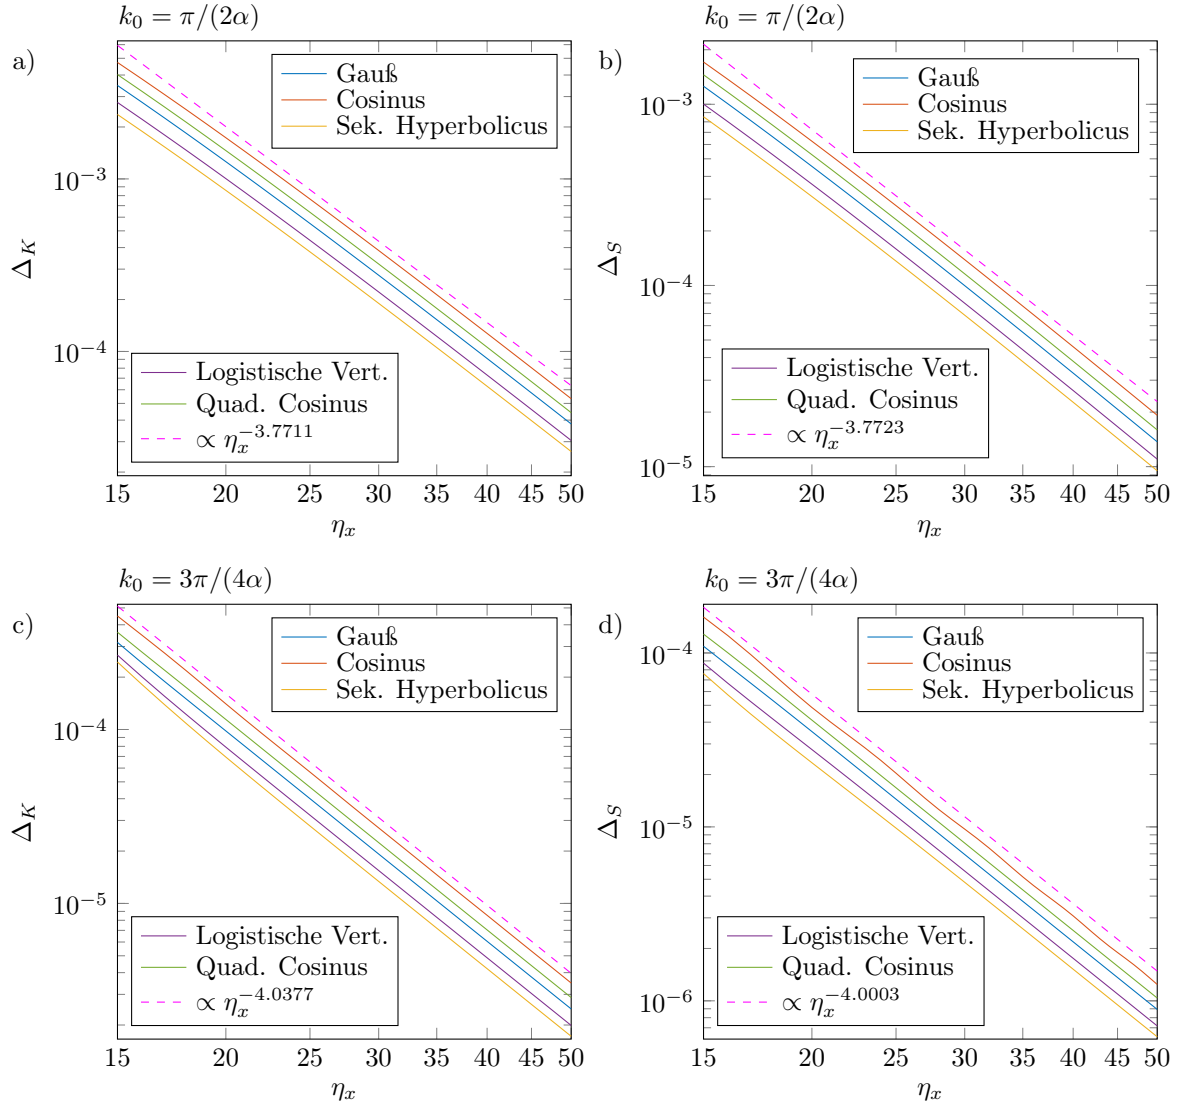 k₀ = π/(2α)
a)
Gauß
Cosinus
Sek. Hyperbolicus
10⁻³
10⁻⁴
Δ_K
Logistische Vert.
Quad. Cosinus
∝ η_x^{-3.7711}
15 20 25 30 35 40 45 50
η_x
k₀ = π/(2α)
b)
Gauß
Cosinus
Sek. Hyperbolicus
10⁻³
10⁻⁴
10⁻⁵
Δ_S
Logistische Vert.
Quad. Cosinus
∝ η_x^{-3.7723}
15 20 25 30 35 40 45 50
η_x
k₀ = 3π/(4α)
c)
Gauß
Cosinus
Sek. Hyperbolicus
10⁻⁴
10⁻⁵
Δ_K
Logistische Vert.
Quad. Cosinus
∝ η_x^{-4.0377}
15 20 25 30 35 40 45 50
η_x
k₀ = 3π/(4α)
d)
Gauß
Cosinus
Sek. Hyperbolicus
10⁻⁴
10⁻⁵
10⁻⁶
Δ_S
Logistische Vert.
Quad. Cosinus
∝ η_x^{-4.0003}
15 20 25 30 35 40 45 50
η_x